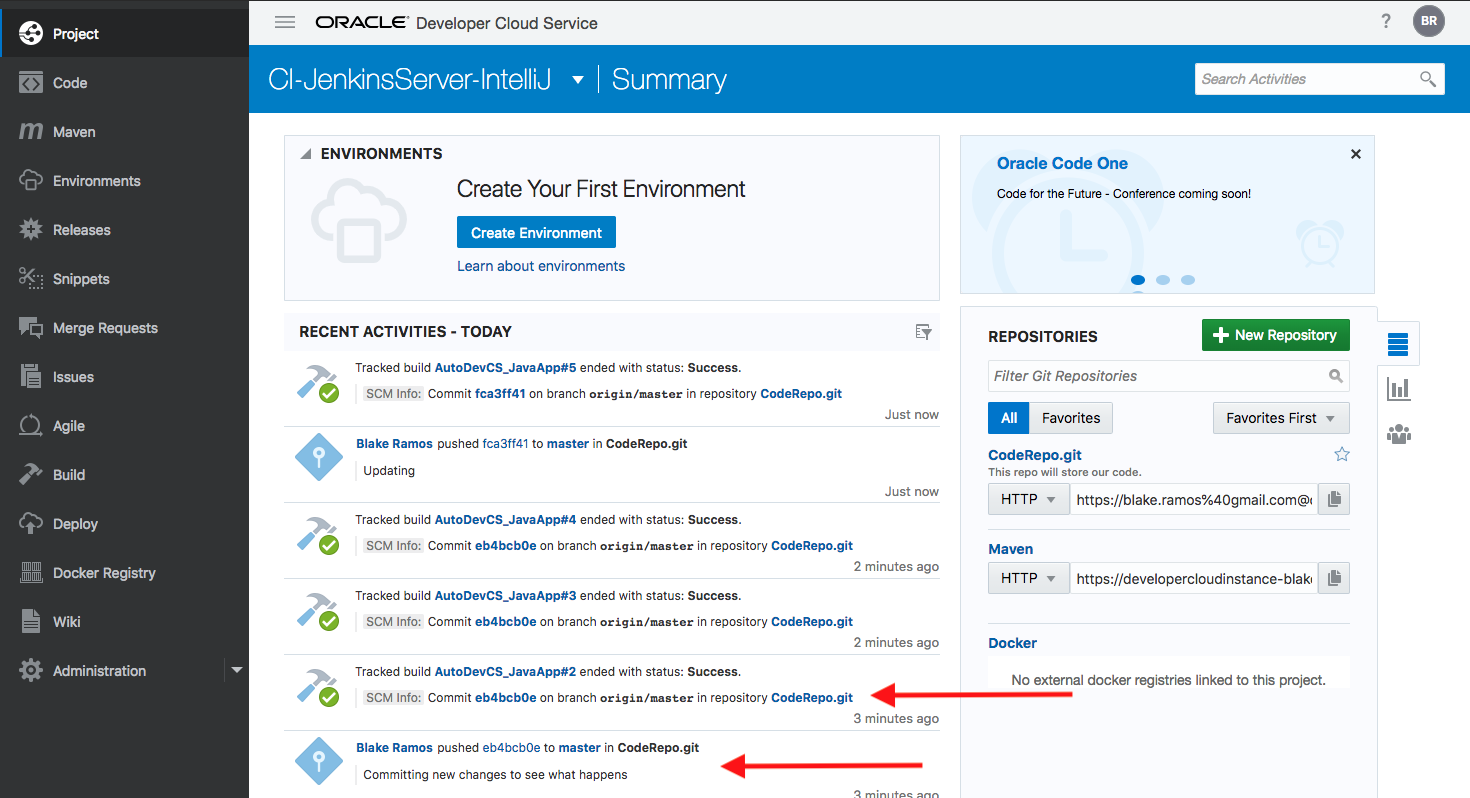 Project
Code
Maven
Environments
Releases
Snippets
Merge Requests
Issues
Agile
Build
Deploy
Docker Registry
Wiki
Administration
ORACLE® Developer Cloud Service
?
BR
CI-JenkinsServer-IntelliJ
Summary
Search Activities
ENVIRONMENTS
Create Your First Environment
Create Environment
Learn about environments
RECENT ACTIVITIES - TODAY
Tracked build AutoDevCS_JavaApp#5 ended with status: Success.
SCM Info: Commit fca3ff41 on branch origin/master in repository CodeRepo.git
Just now
Blake Ramos pushed fca3ff41 to master in CodeRepo.git
Updating
Just now
Tracked build AutoDevCS_JavaApp#4 ended with status: Success.
SCM Info: Commit eb4bcb0e on branch origin/master in repository CodeRepo.git
2 minutes ago
Tracked build AutoDevCS_JavaApp#3 ended with status: Success.
SCM Info: Commit eb4bcb0e on branch origin/master in repository CodeRepo.git
2 minutes ago
Tracked build AutoDevCS_JavaApp#2 ended with status: Success.
SCM Info: Commit eb4bcb0e on branch origin/master in repository CodeRepo.git
3 minutes ago
Blake Ramos pushed eb4bcb0e to master in CodeRepo.git
Committing new changes to see what happens
3 minutes ago
Oracle Code One
Code for the Future - Conference coming soon!
REPOSITORIES
New Repository
Filter Git Repositories
All
Favorites
Favorites First
CodeRepo.git
This repo will store our code.
HTTP
https://blake.ramos%40gmail.com@
Maven
HTTP
https://developercloudinstance-blak
Docker
No external docker registries linked to this project.